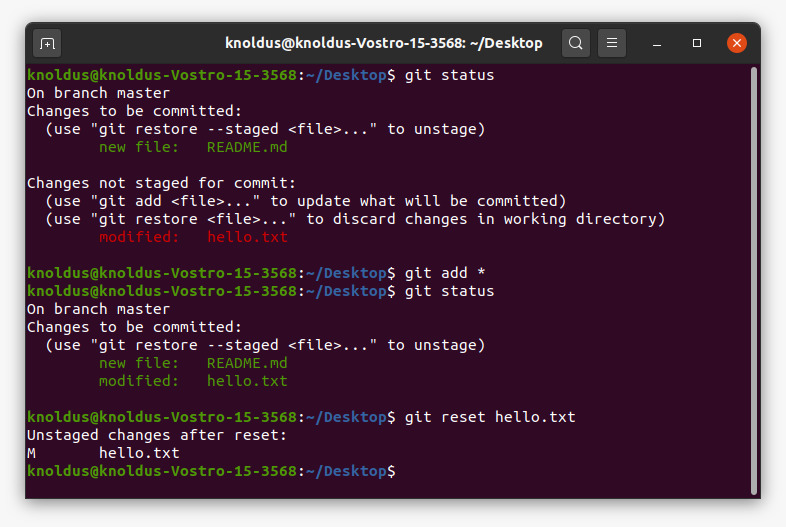 knoldus@knoldus-Vostro-15-3568: ~/Desktop
knoldus@knoldus-Vostro-15-3568:~/Desktop$ git status
On branch master
Changes to be committed:
  (use "git restore --staged <file>..." to unstage)
        new file:   README.md

Changes not staged for commit:
  (use "git add <file>..." to update what will be committed)
  (use "git restore <file>..." to discard changes in working directory)
        modified:   hello.txt

knoldus@knoldus-Vostro-15-3568:~/Desktop$ git add *
knoldus@knoldus-Vostro-15-3568:~/Desktop$ git status
On branch master
Changes to be committed:
  (use "git restore --staged <file>..." to unstage)
        new file:   README.md
        modified:   hello.txt

knoldus@knoldus-Vostro-15-3568:~/Desktop$ git reset hello.txt
Unstaged changes after reset:
M       hello.txt
knoldus@knoldus-Vostro-15-3568:~/Desktop$